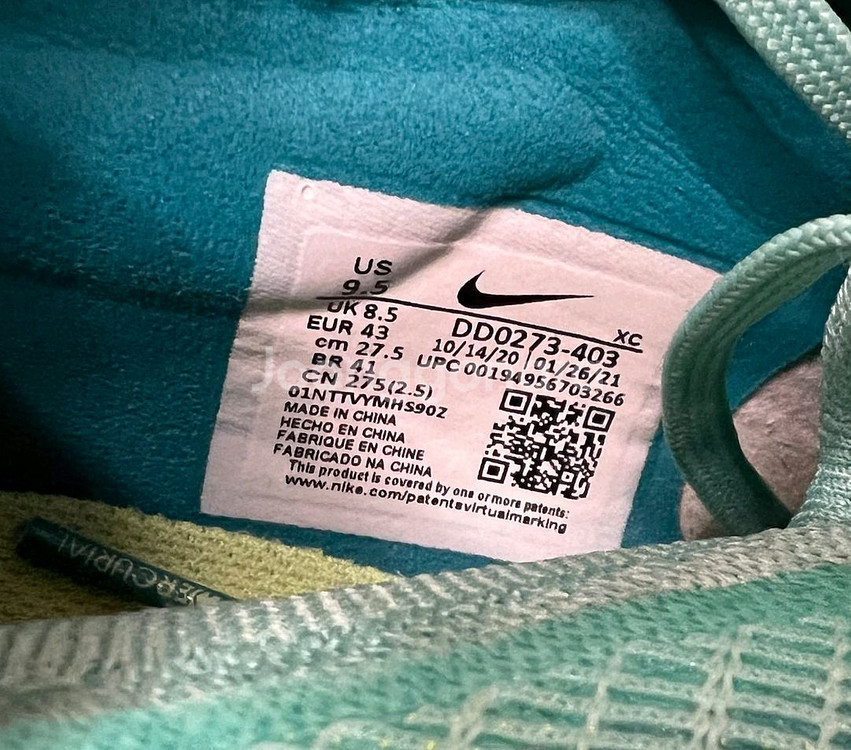 US
9.5
UK 8.5
EUR 43
cm 27.5
BR 41
CN 275(2.5)
01NTTVYMHS90Z
MADE IN CHINA
HECHO EN CHINA
FABRIQUE EN CHINE
FABRICADO NA CHINA
This product is covered by one or more patents:
www.nike.com/patentsvirtualmarking
XC
DD0273-403
10/14/20 | 01/26/21
UPC 00194956703266
MERCURIAL